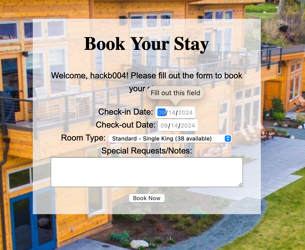 Book Your Stay
Welcome, hackb004! Please fill out the form to book
your
Fill out this field
Check-in Date: 09/14/2024
Check-out Date: 09/14/2024
Room Type: Standard - Single King (38 available)
Special Requests/Notes:
Book Now